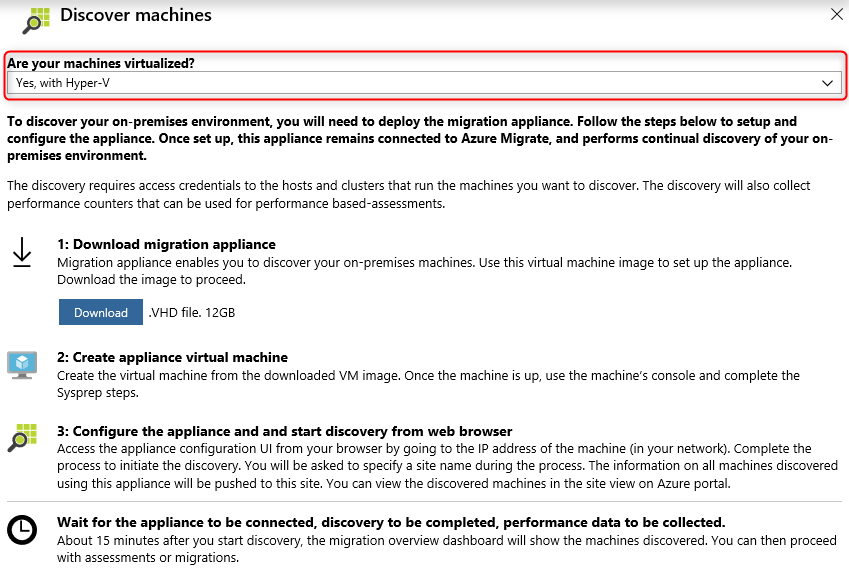 Discover machines
Are your machines virtualized?
Yes, with Hyper-V
To discover your on-premises environment, you will need to deploy the migration appliance. Follow the steps below to setup and
configure the appliance. Once set up, this appliance remains connected to Azure Migrate, and performs continual discovery of your on-
premises environment.
The discovery requires access credentials to the hosts and clusters that run the machines you want to discover. The discovery will also collect
performance counters that can be used for performance based-assessments.
1: Download migration appliance
Migration appliance enables you to discover your on-premises machines. Use this virtual machine image to set up the appliance.
Download the image to proceed.
Download .VHD file. 12GB
2: Create appliance virtual machine
Create the virtual machine from the downloaded VM image. Once the machine is up, use the machine's console and complete the
Sysprep steps.
3: Configure the appliance and and start discovery from web browser
Access the appliance configuration UI from your browser by going to the IP address of the machine (in your network). Complete the
process to initiate the discovery. You will be asked to specify a site name during the process. The information on all machines discovered
using this appliance will be pushed to this site. You can view the discovered machines in the site view on Azure portal.
Wait for the appliance to be connected, discovery to be completed, performance data to be collected.
About 15 minutes after you start discovery, the migration overview dashboard will show the machines discovered. You can then proceed
with assessments or migrations.